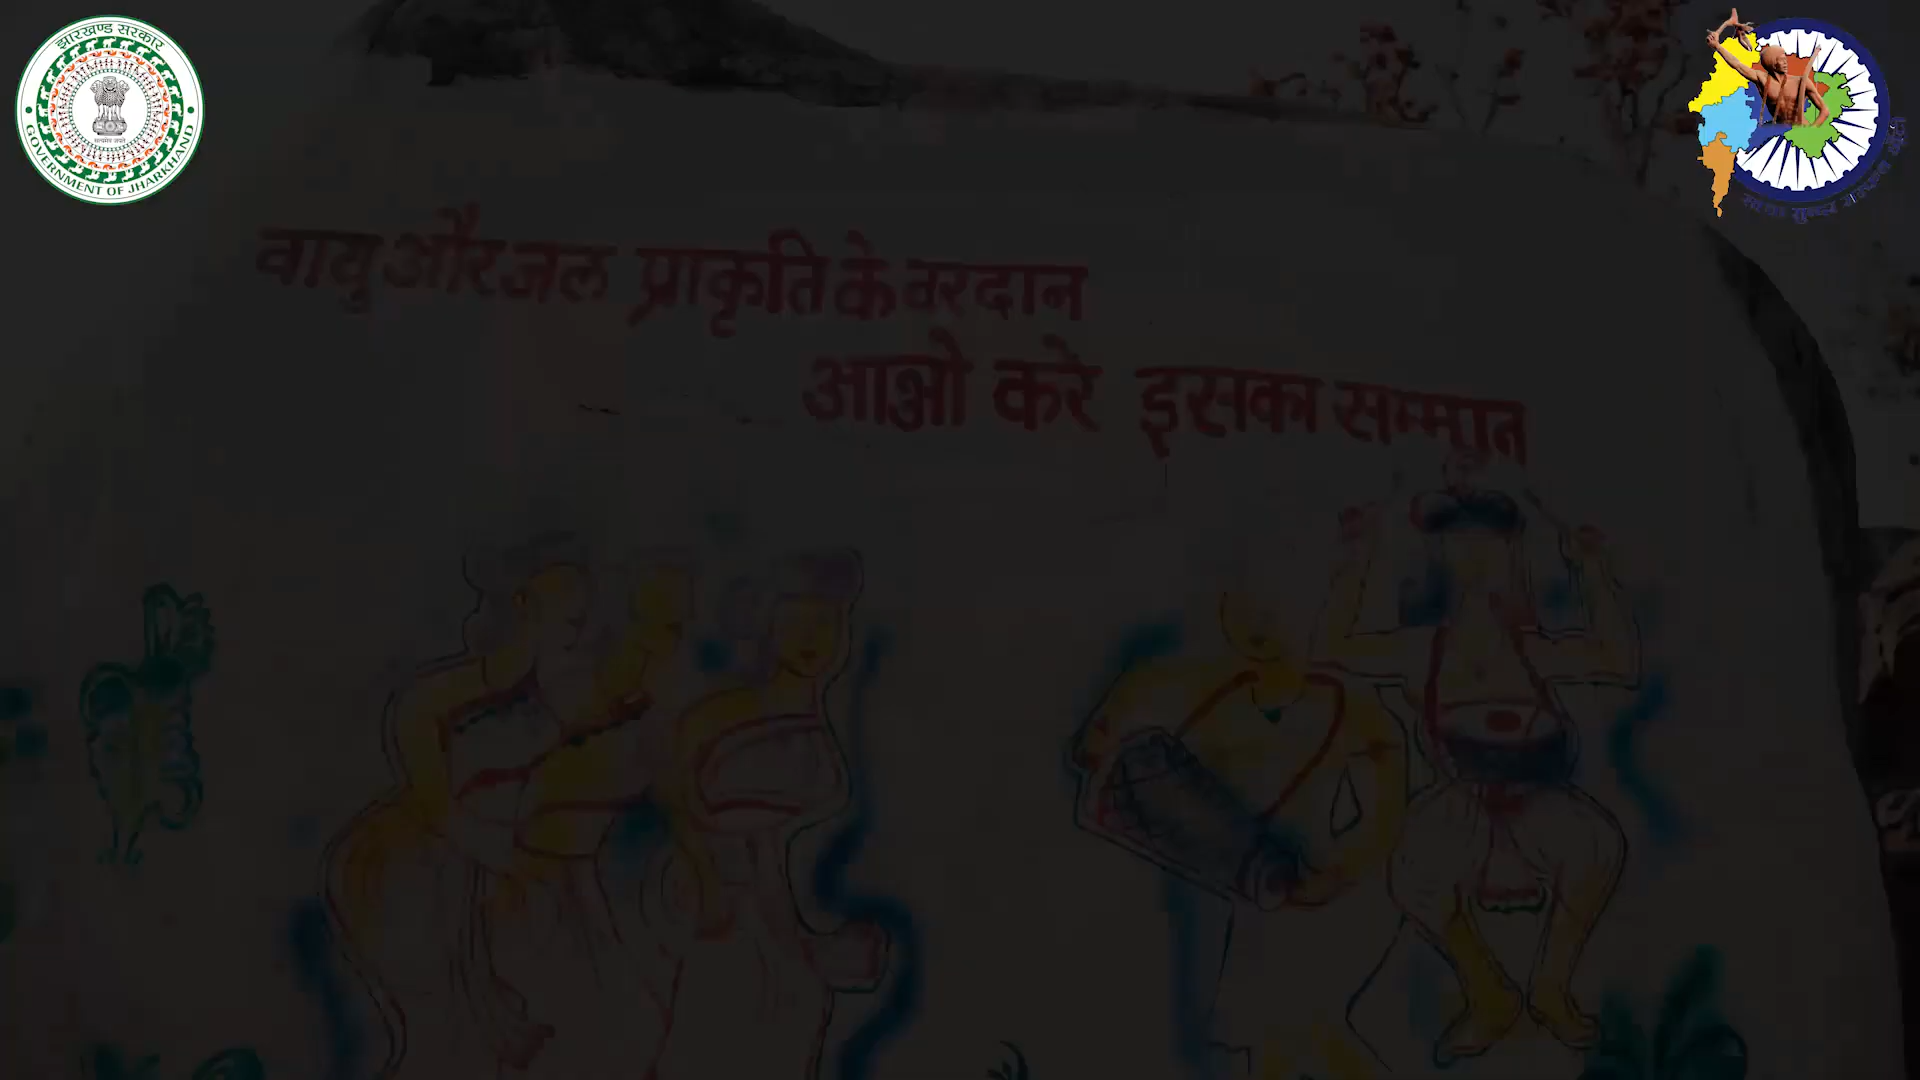 झारखण्ड सरकार
GOVERNMENT OF JHARKHAND
वायु और जल प्राकृति के वरदान
आओ करे इसका सम्मान